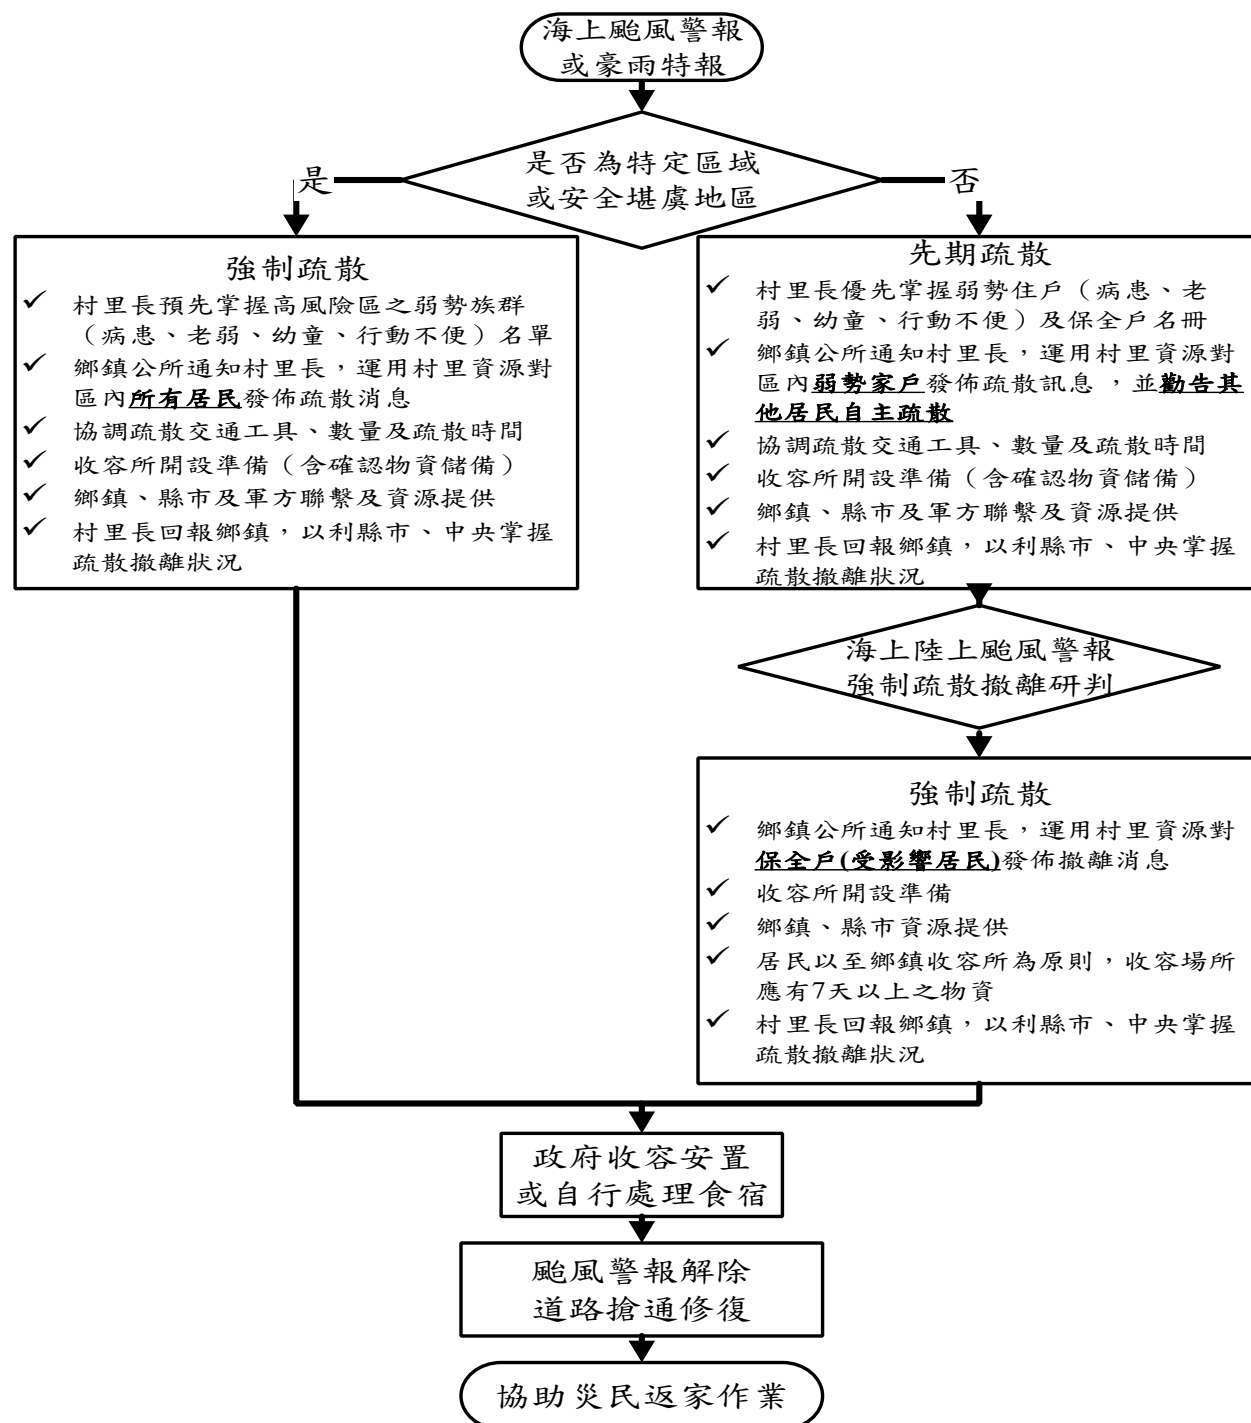 海上颱風警報
或豪雨特報
是否為特定區域
或安全堪虞地區
是
否
強制疏散
✓ 村里長預先掌握高風險區之弱勢族群
（病患、老弱、幼童、行動不便）名單
✓ 鄉鎮公所通知村里長，運用村里資源對
區內所有居民發佈疏散消息
✓ 協調疏散交通工具、數量及疏散時間
✓ 收容所開設準備（含確認物資儲備）
✓ 鄉鎮、縣市及軍方聯繫及資源提供
✓ 村里長回報鄉鎮，以利縣市、中央掌握
疏散撤離狀況
先期疏散
✓ 村里長優先掌握弱勢住戶（病患、老
弱、幼童、行動不便）及保全戶名冊
✓ 鄉鎮公所通知村里長，運用村里資源對
區內弱勢家戶發佈疏散訊息，並勸告其
他居民自主疏散
✓ 協調疏散交通工具、數量及疏散時間
✓ 收容所開設準備（含確認物資儲備）
✓ 鄉鎮、縣市及軍方聯繫及資源提供
✓ 村里長回報鄉鎮，以利縣市、中央掌握
疏散撤離狀況
海上陸上颱風警報
強制疏散撤離研判
強制疏散
✓ 鄉鎮公所通知村里長，運用村里資源對
保全戶(受影響居民)發佈撤離消息
✓ 收容所開設準備
✓ 鄉鎮、縣市資源提供
✓ 居民以至鄉鎮收容所為原則，收容場所
應有7天以上之物資
✓ 村里長回報鄉鎮，以利縣市、中央掌握
疏散撤離狀況
政府收容安置
或自行處理食宿
颱風警報解除
道路搶通修復
協助災民返家作業